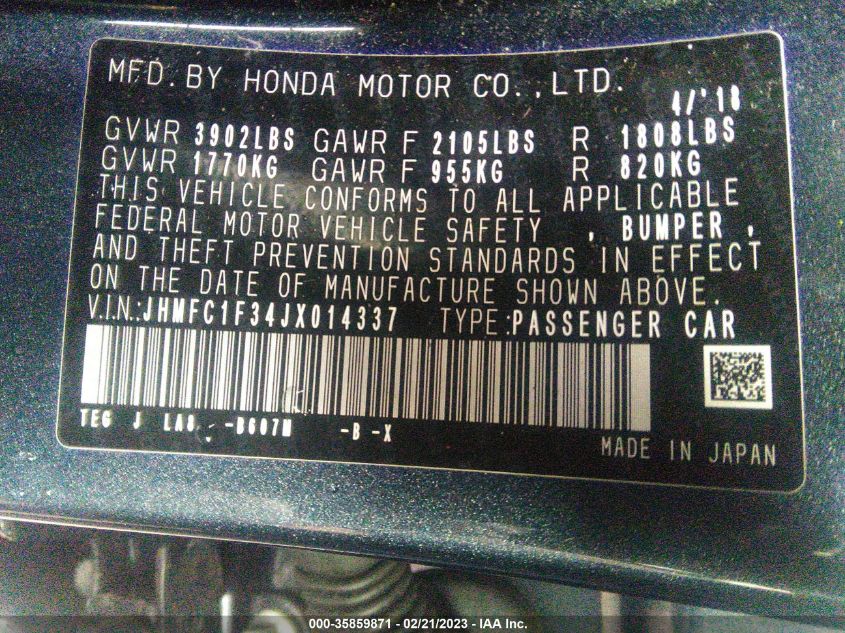 MFD. BY HONDA MOTOR CO., LTD.
4/'18
GVWR 3902LBS GAWR F 2105LBS R 1808LBS
GVWR 1770KG GAWR F 955KG R 820KG
THIS VEHICLE CONFORMS TO ALL APPLICABLE
FEDERAL MOTOR VEHICLE SAFETY , BUMPER ,
AND THEFT PREVENTION STANDARDS IN EFFECT
ON THE DATE OF MANUFACTURE SHOWN ABOVE.
V.I.N.:JHMFC1F34JX014337 TYPE:PASSENGER CAR
TEG J -B607M -B -X
MADE IN JAPAN
000-35859871 / 02/21/2023 - IAA Inc.